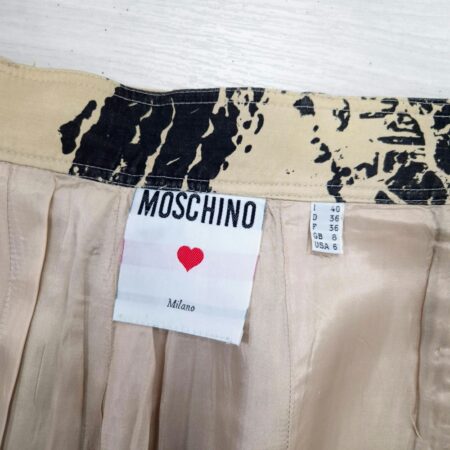 MOSCHINO
Milano
I 40
D 36
F 36
GB 8
USA 6